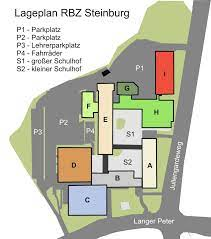 Lageplan RBZ Steinburg
P1 - Parkplatz
P2 - Parkplatz
P3 - Lehrerparkplatz
P4 - Fahrräder
S1 - großer Schulhof
S2 - kleiner Schulhof
I
G
H
F
E
P3
P4
P2
S1
S2
D
A
B
C
P1
Juliengardeweg
Langer Peter